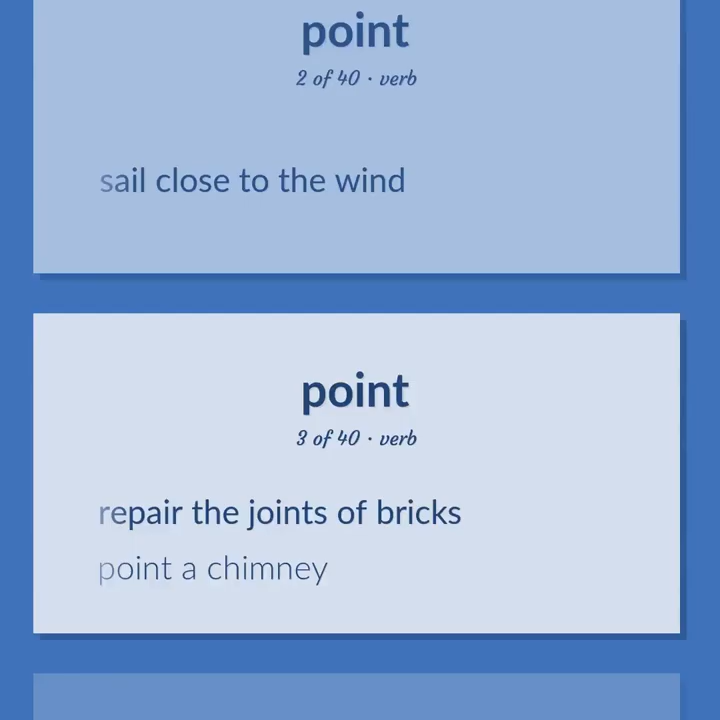 point
2 of 40 · verb
sail close to the wind
point
3 of 40 · verb
repair the joints of bricks
point a chimney